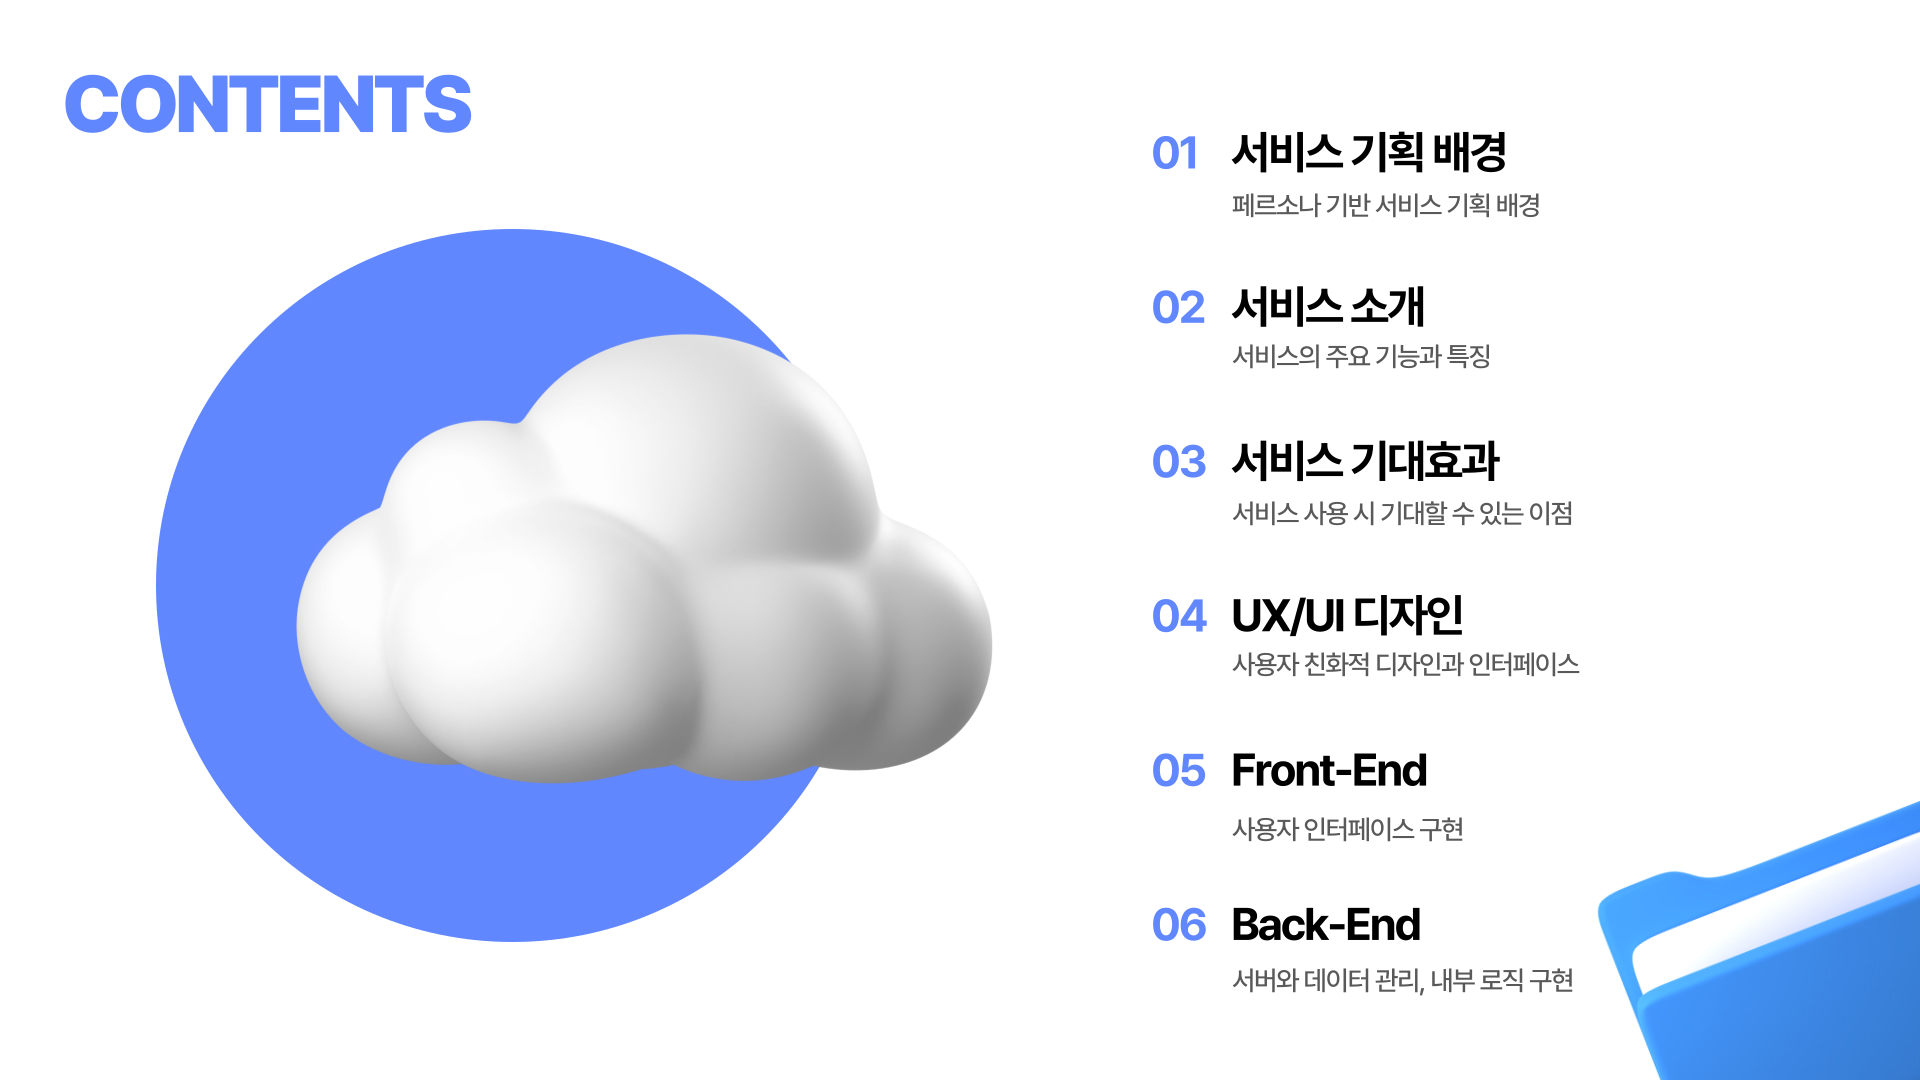 CONTENTS
01 서비스 기획 배경
페르소나 기반 서비스 기획 배경
02 서비스 소개
서비스의 주요 기능과 특징
03 서비스 기대효과
서비스 사용 시 기대할 수 있는 이점
04 UX/UI 디자인
사용자 친화적 디자인과 인터페이스
05 Front-End
사용자 인터페이스 구현
06 Back-End
서버와 데이터 관리, 내부 로직 구현